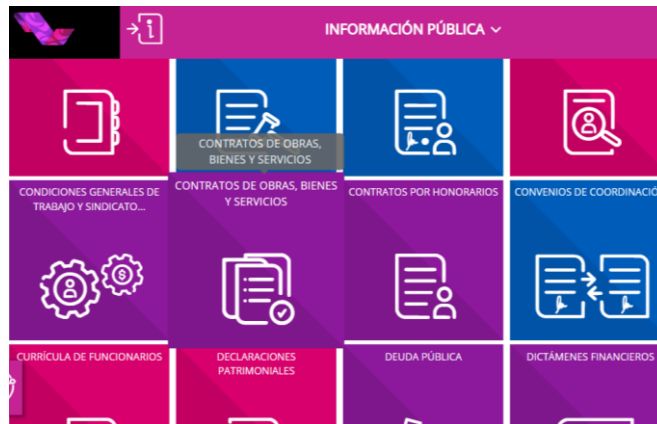 INFORMACIÓN PÚBLICA
CONTRATOS DE OBRAS,
BIENES Y SERVICIOS
CONDICIONES GENERALES DE
TRABAJO Y SINDICATO...
CONTRATOS DE OBRAS, BIENES
Y SERVICIOS
CONTRATOS POR HONORARIOS
CONVENIOS DE COORDINACIÓ
CURRÍCULA DE FUNCIONARIOS
DECLARACIONES
PATRIMONIALES
DEUDA PÚBLICA
DICTÁMENES FINANCIEROS